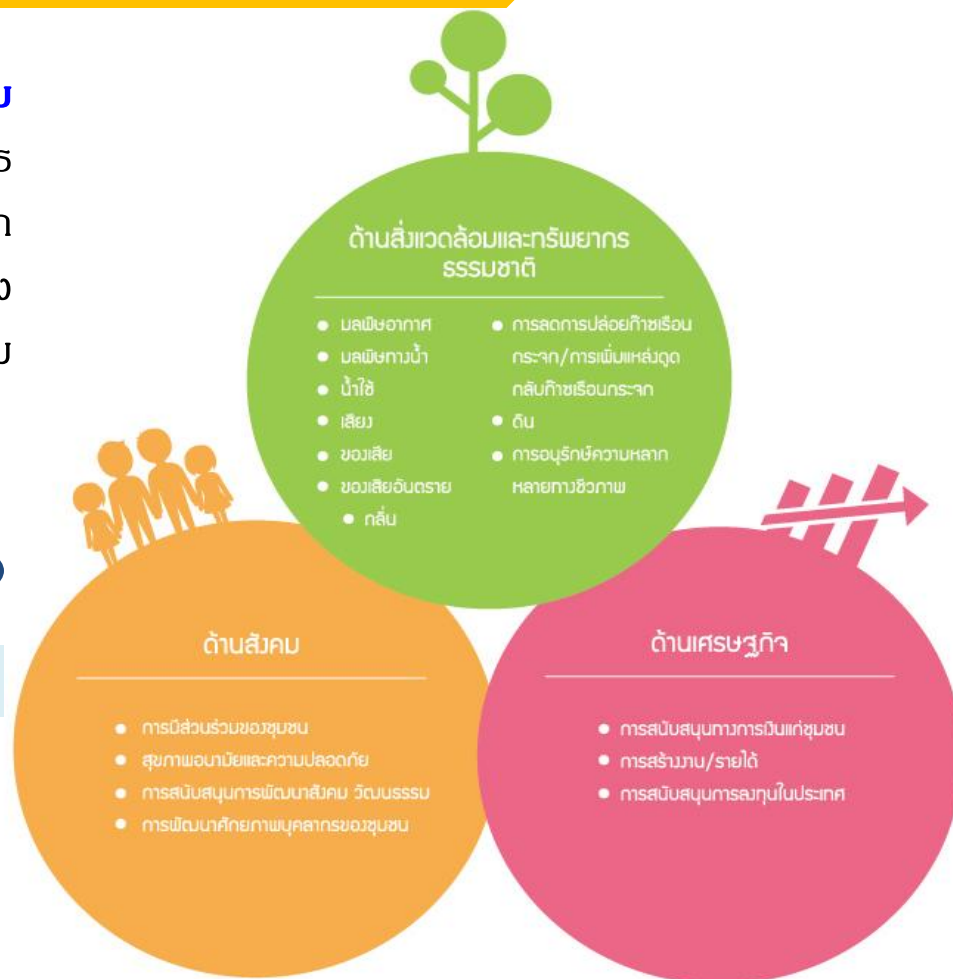 ด้านสิ่งแวดล้อมและทรัพยากร
ธรรมชาติ
• มลพิษอากาศ
• มลพิษทางน้ำ
• น้ำใช้
• เสียง
• ของเสีย
• ของเสียอันตราย
• กลิ่น
• การลดการปล่อยก๊าซเรือน
กระจก/การเพิ่มแหล่งดูด
กลับก๊าซเรือนกระจก
• ดิน
• การอนุรักษ์ความหลาก
หลายทางชีวภาพ
ด้านสังคม
• การมีส่วนร่วมของชุมชน
• สุขภาพอนามัยและความปลอดภัย
• การสนับสนุนการพัฒนาสังคม วัฒนธรรม
• การพัฒนาศักยภาพบุคลากรของชุมชน
ด้านเศรษฐกิจ
• การสนับสนุนทางการเงินแก่ชุมชน
• การสร้างงาน/รายได้
• การสนับสนุนการลงทุนในประเทศ